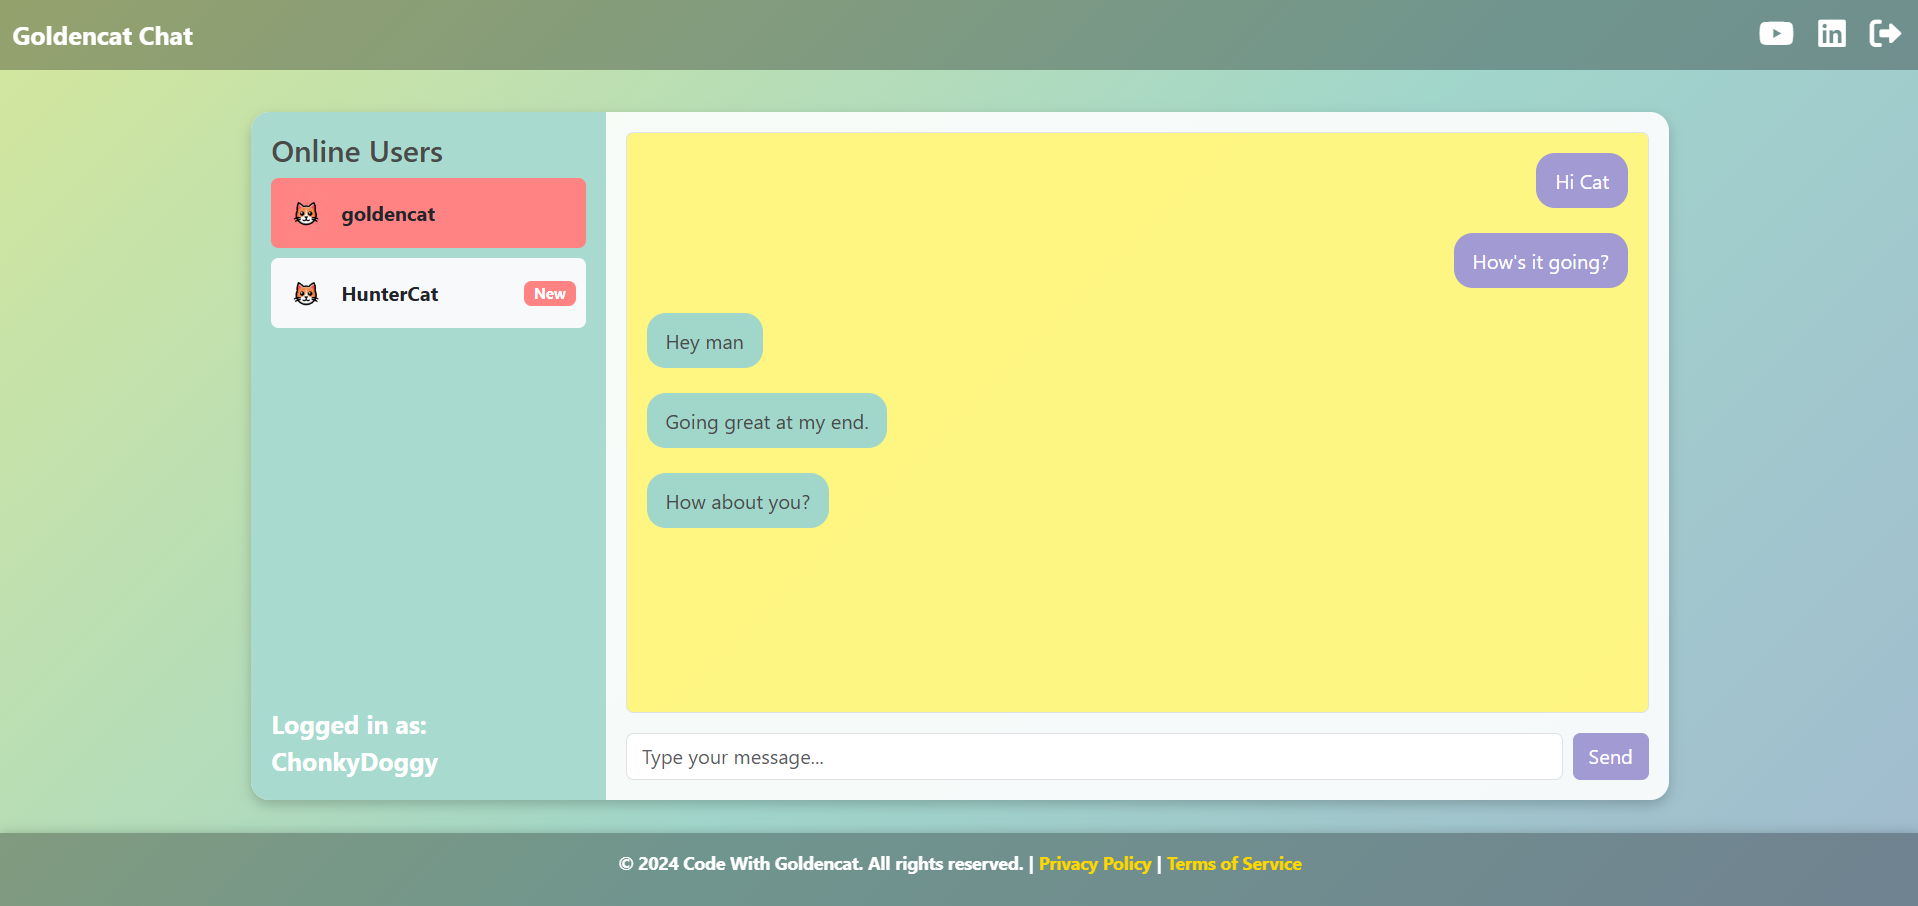 Goldencat Chat
Online Users
goldencat
HunterCat New
Logged in as:
ChonkyDoggy
Hi Cat
How's it going?
Hey man
Going great at my end.
How about you?
Type your message...
Send
© 2024 Code With Goldencat. All rights reserved. | Privacy Policy | Terms of Service